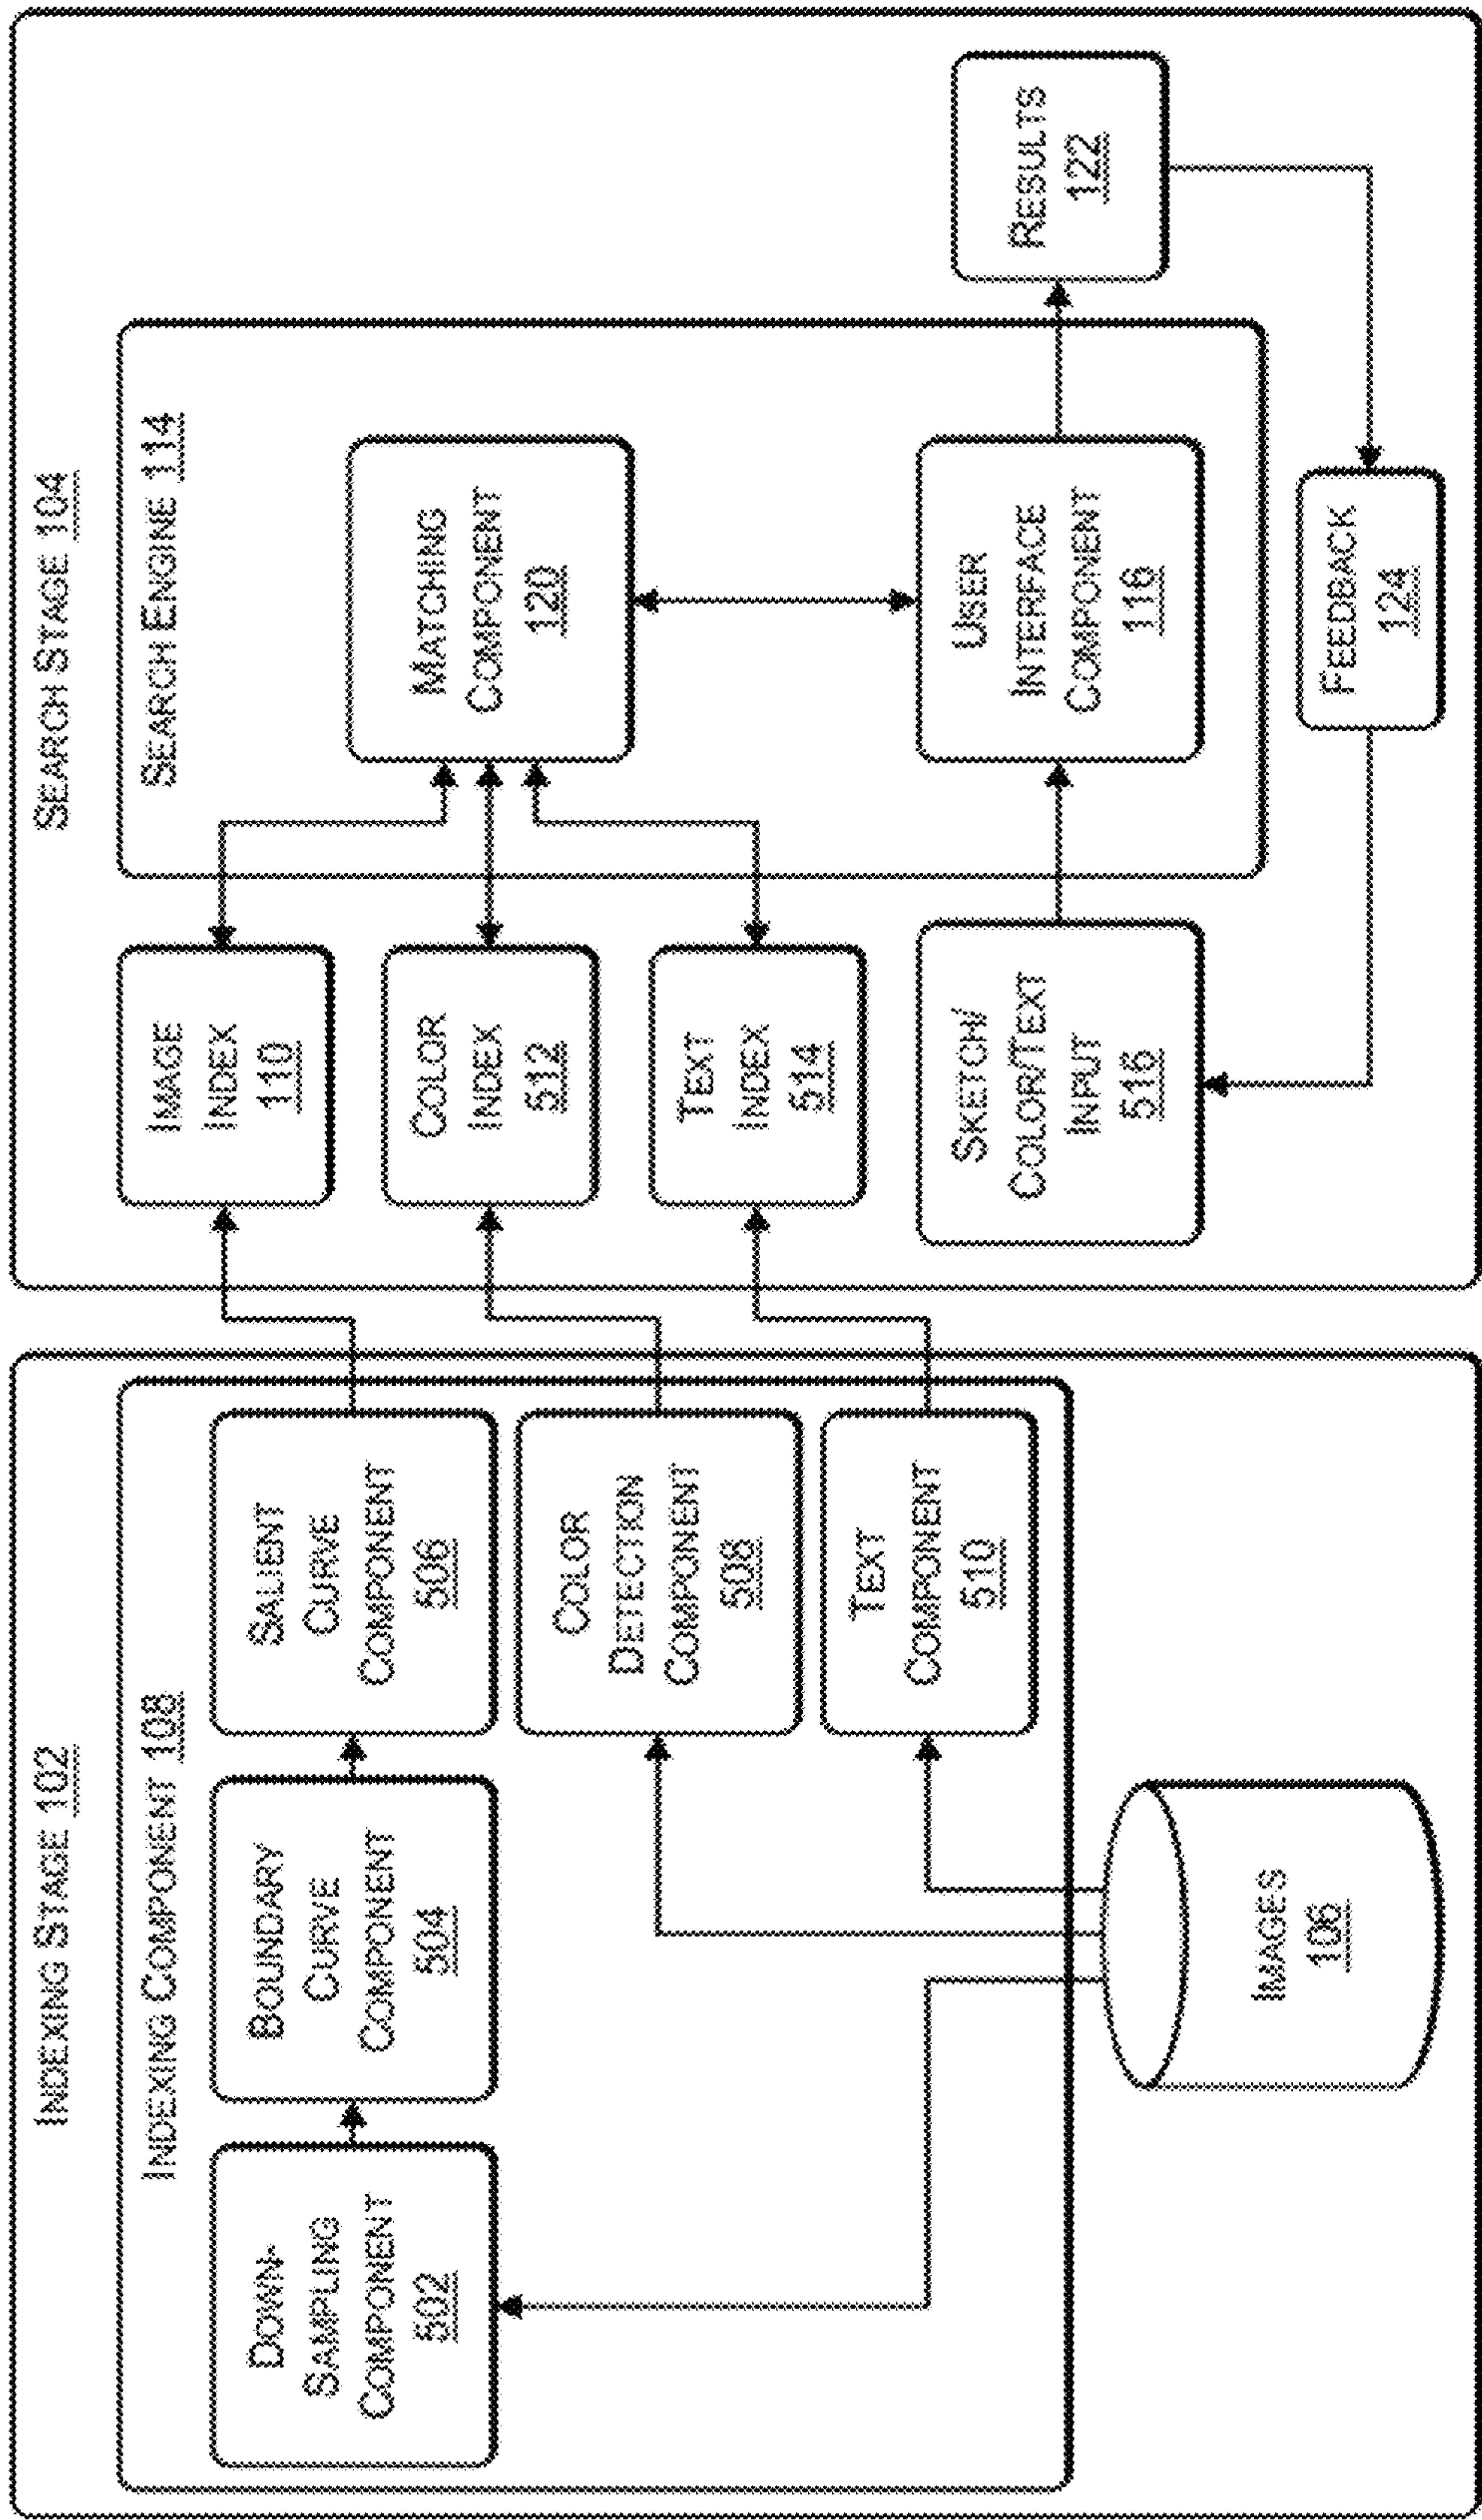 INDEXING STAGE 102
INDEXING COMPONENT 108
DOWN-
SAMPLING
COMPONENT
502
BOUNDARY
CURVE
COMPONENT
504
SALIENT
CURVE
COMPONENT
506
COLOR
DETECTION
COMPONENT
508
TEXT
COMPONENT
510
IMAGES
106
SEARCH STAGE 104
IMAGE
INDEX
110
COLOR
INDEX
512
TEXT
INDEX
514
SKETCH/
COLOR/TEXT
INPUT
516
SEARCH ENGINE 114
MATCHING
COMPONENT
120
USER
INTERFACE
COMPONENT
116
RESULTS
122
FEEDBACK
124